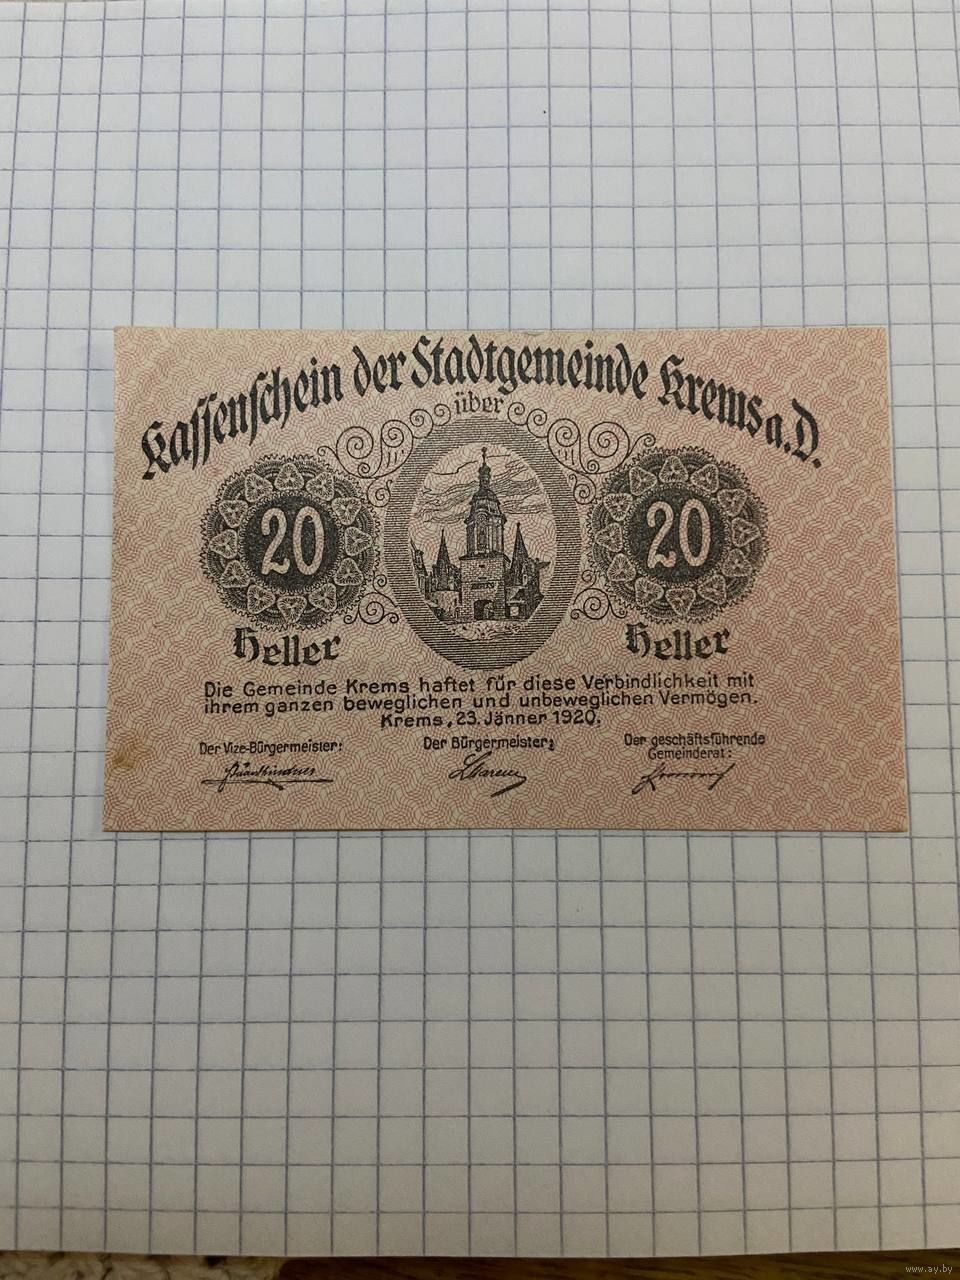 Kassenschein der Stadtgemeinde Krems a.D.
über
20
20
Heller
Heller
Die Gemeinde Krems haftet für diese Verbindlichkeit mit
ihrem ganzen beweglichen und unbeweglichen Vermögen.
Krems, 23. Jänner 1920.
Der Vize-Bürgermeister:
Der Bürgermeister:
Der geschäftsführende
Gemeinderat:
www.ay.by